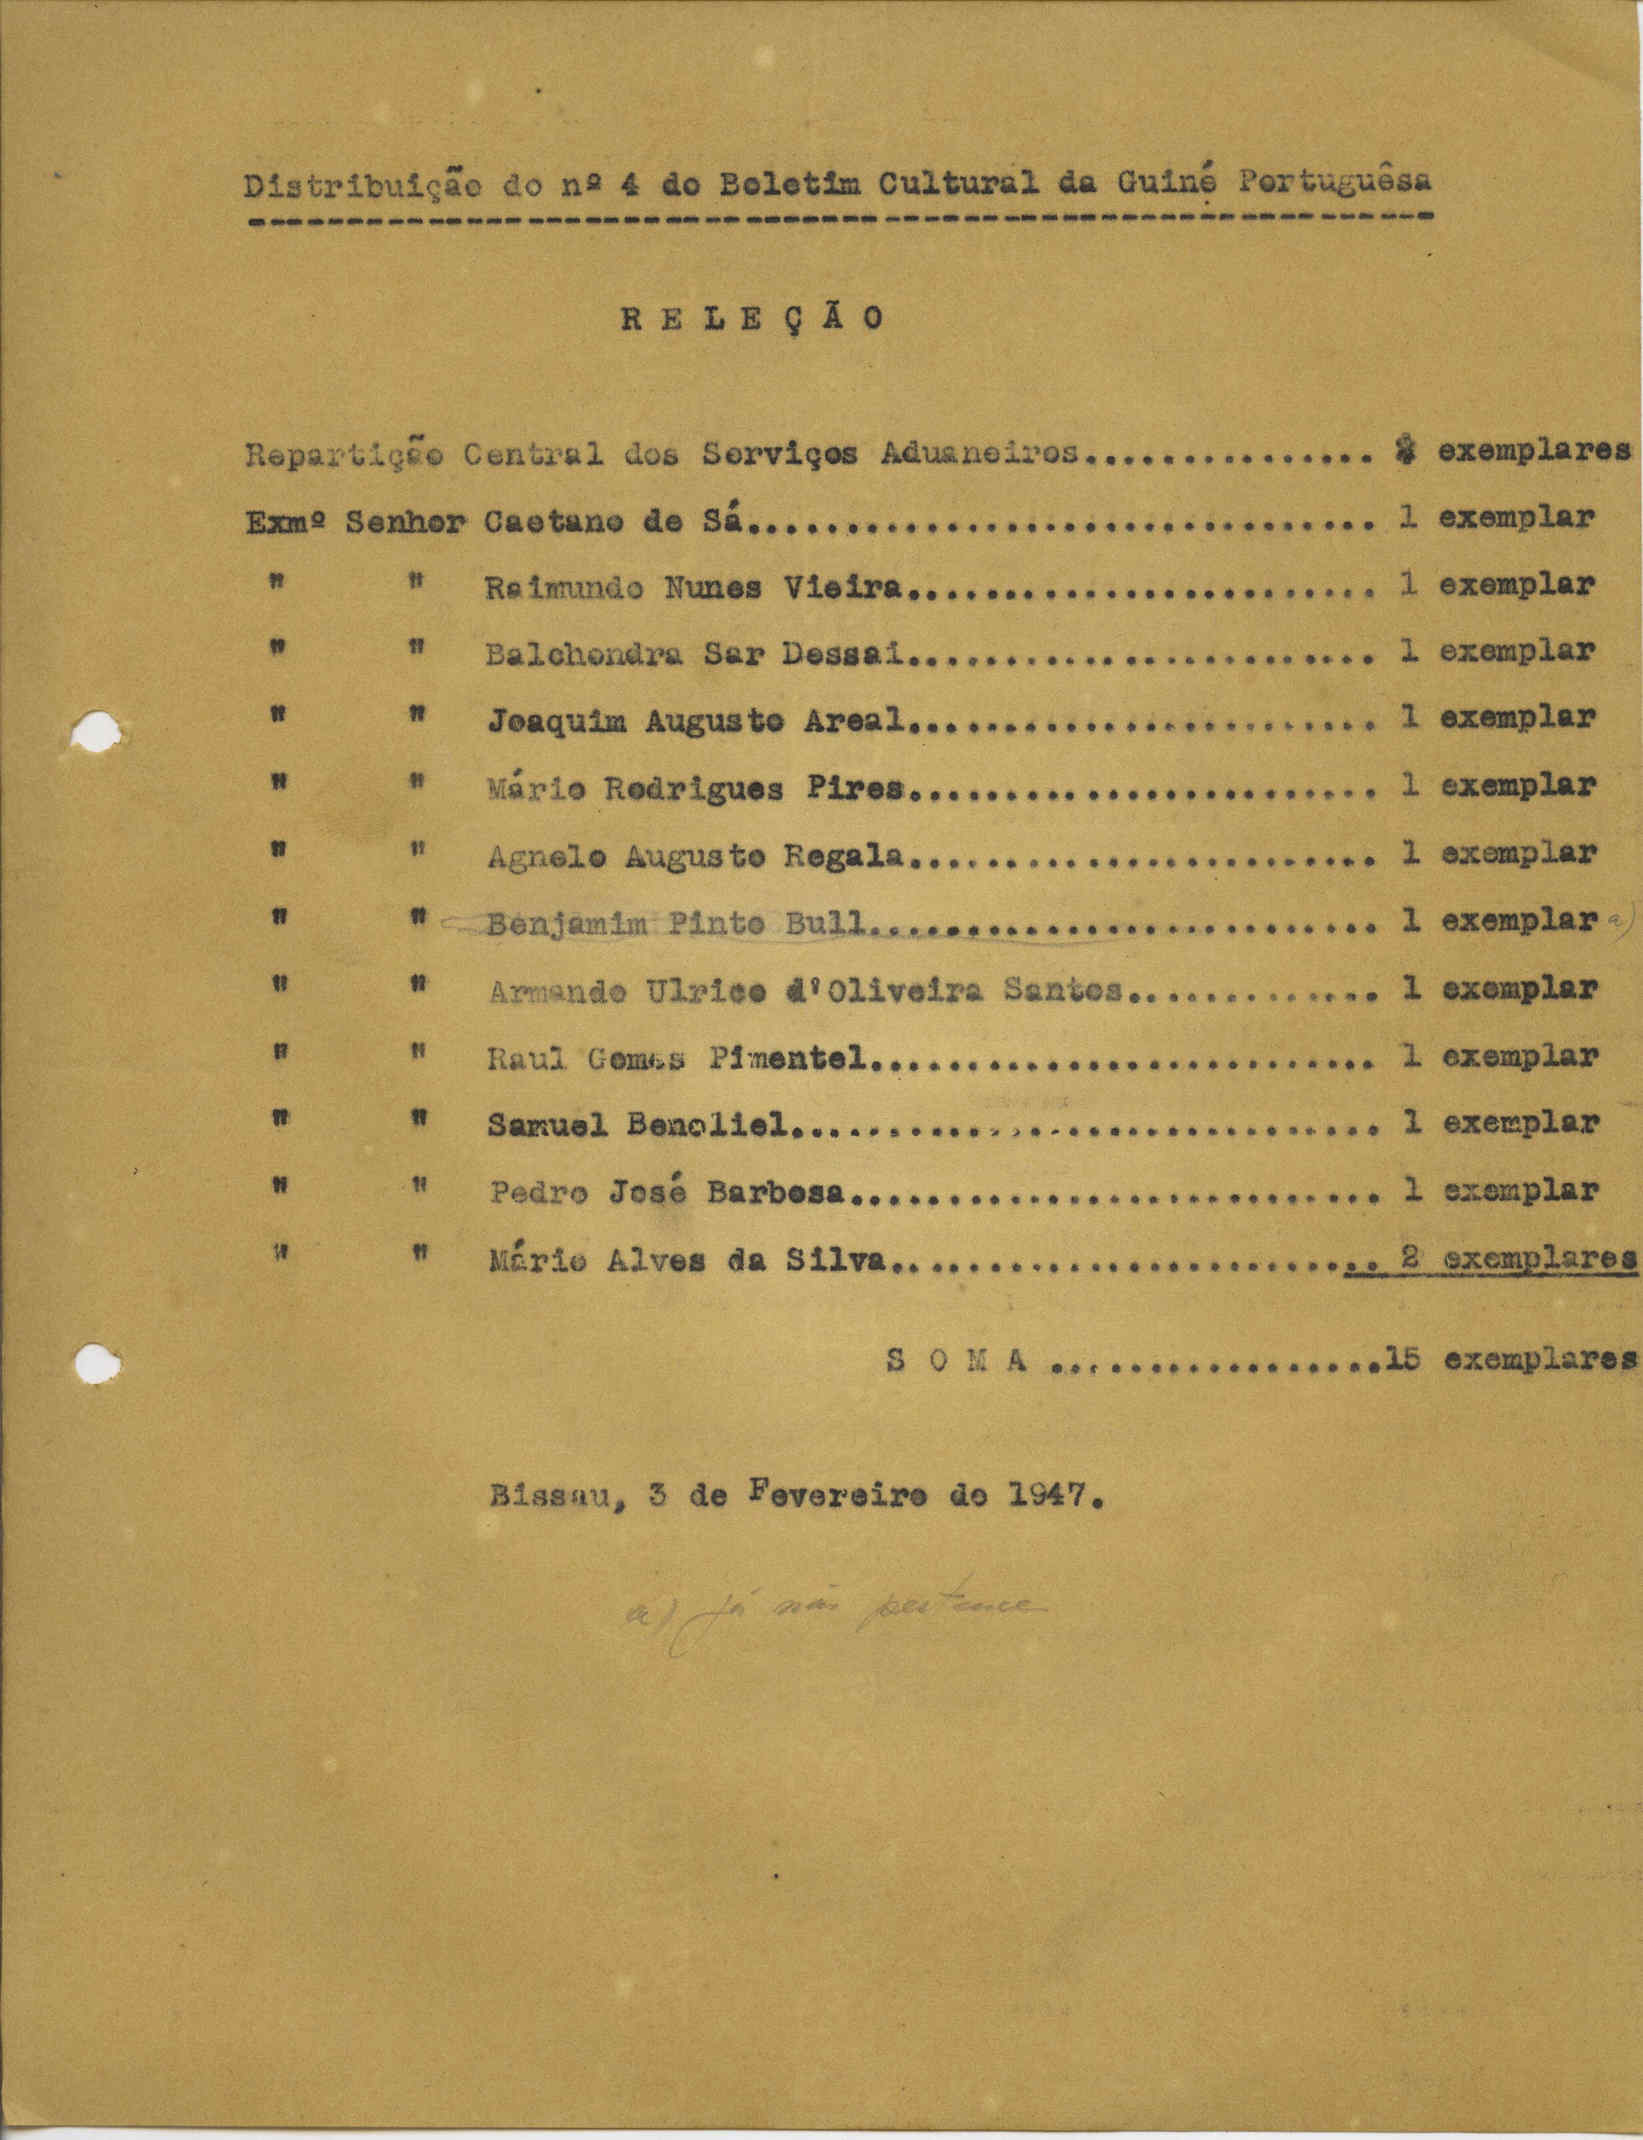 Distribuição do nº 4 do Boletim Cultural da Guiné Portuguêsa
R E L E Ç Ã O
Repartição Central dos Serviços Aduaneiros............... exemplares
Exmº Senhor Caetano de Sá................................ 1 exemplar
" " Raimundo Nunes Vieira........................ 1 exemplar
" " Balchandra Sar Dessai........................ 1 exemplar
" " Joaquim Augusto Areal........................ 1 exemplar
" " Mário Rodrigues Pires........................ 1 exemplar
" " Agnelo Augusto Regala........................ 1 exemplar
" " Benjamim Pinto Bull.......................... 1 exemplar a)
" " Armando Ulrico d'Oliveira Santos............. 1 exemplar
" " Raul Gomes Pimentel.......................... 1 exemplar
" " Samuel Benoliel.............................. 1 exemplar
" " Pedro José Barbosa........................... 1 exemplar
" " Mário Alves da Silva......................... 2 exemplares
S O M A .................15 exemplares
Bissau, 3 de Fevereiro de 1947.
a) já não pertence